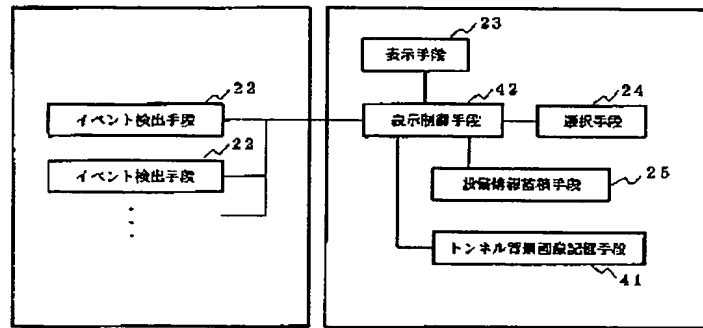 22
イベント検出手段
22
イベント検出手段
23
表示手段
42
表示制御手段
24
選択手段
設備情報蓄積手段
25
トンネル背景画像記憶手段
41